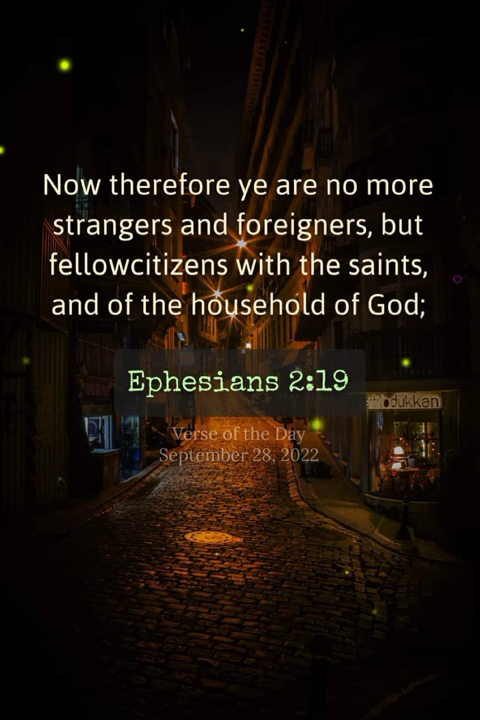 Now therefore ye are no more
strangers and foreigners, but
fellowcitizens with the saints,
and of the household of God;
Ephesians 2:19
dükkan
Verse of the Day
September 28, 2022